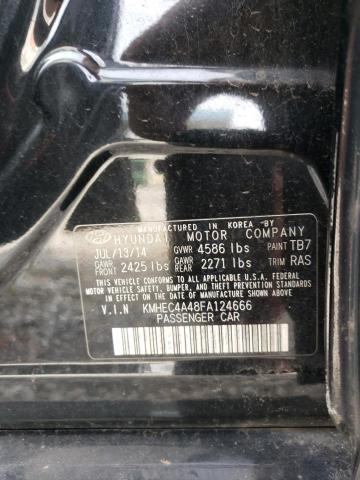 MANUFACTURED IN KOREA BY
HYUNDAI MOTOR COMPANY
JUL/13/14 GVWR 4586 lbs PAINT TB7
GAWR FRONT 2425 lbs GAWR REAR 2271 lbs TRIM RAS
THIS VEHICLE CONFORMS TO ALL APPLICABLE U.S.A. FEDERAL
MOTOR VEHICLE SAFETY, BUMPER, AND THEFT PREVENTION
STANDARDS IN EFFECT ON THE DATE OF MANUFACTURE SHOWN ABOVE.
V.I.N KMHEC4A48FA124666
PASSENGER CAR